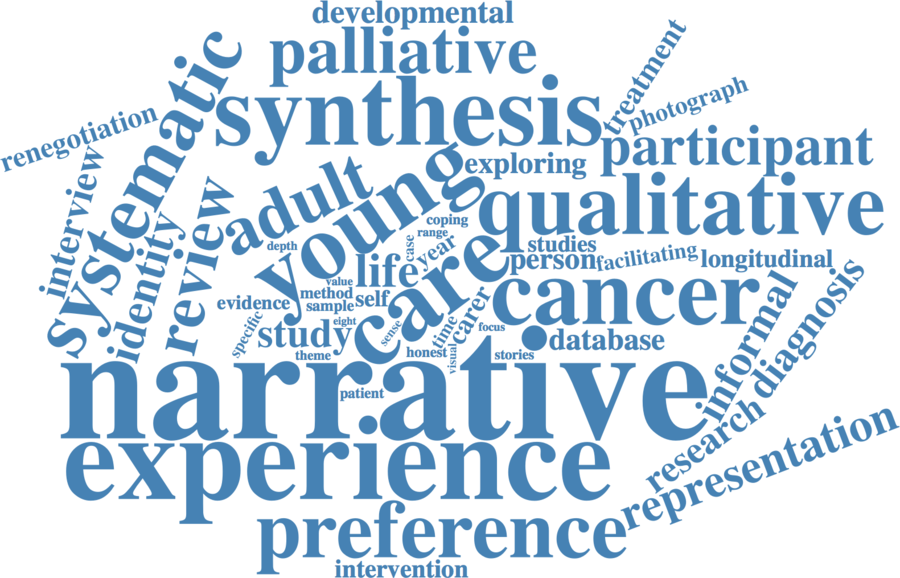 developmental
palliative
synthesis
systematic
treatment
photograph
renegotiation
interview
identity
review
adult
young
exploring
participant
qualitative
coping
range
depth
case
year
life
studies
person
facilitating
longitudinal
value
method
self
sample
evidence
care
cancer
specific
study
eight
sense
theme
time
carer
focus
honest
visual
stories
database
informal
diagnosis
narrative
patient
research
experience
representation
preference
intervention